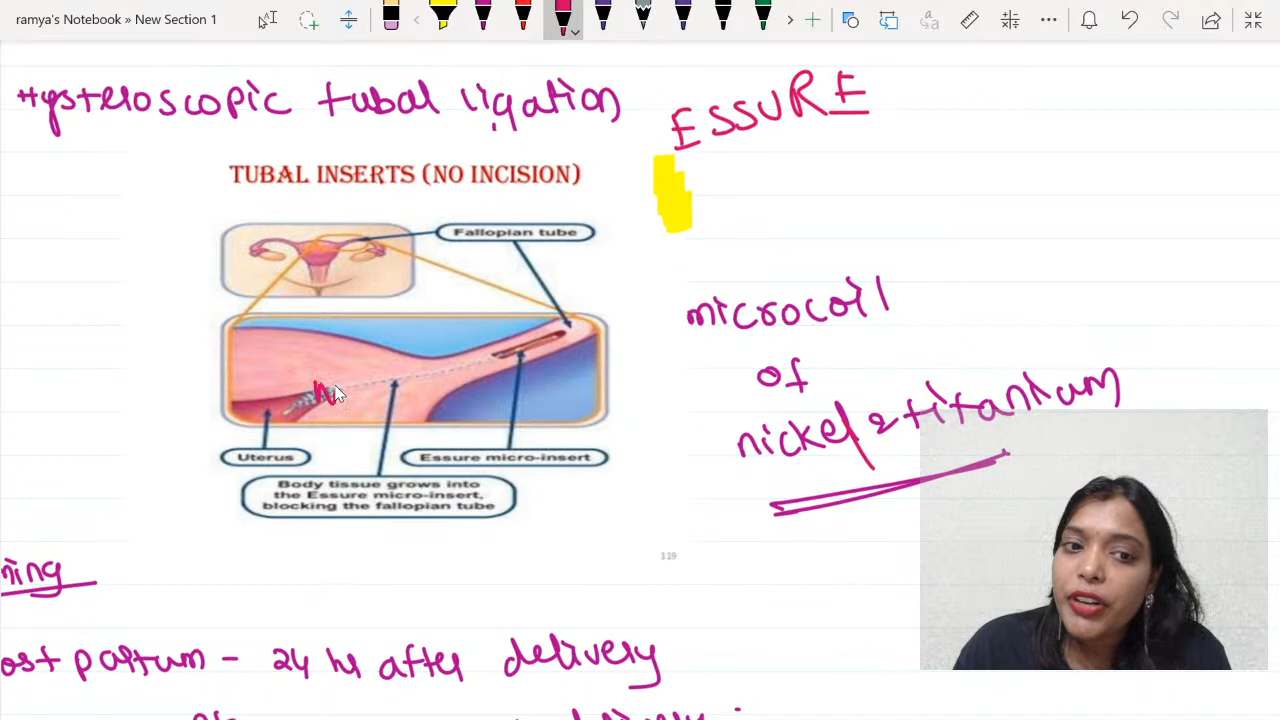 ramya's Notebook » New Section 1
Hysteroscopic tubal ligation
ESSURE
TUBAL INSERTS (NO INCISION)
Fallopian tube
microcoil
of
nickel & titanium
Uterus
Essure micro-insert
Body tissue grows into
the Essure micro-insert,
blocking the fallopian tube
119
ning
ost partum - 24 hr after delivery